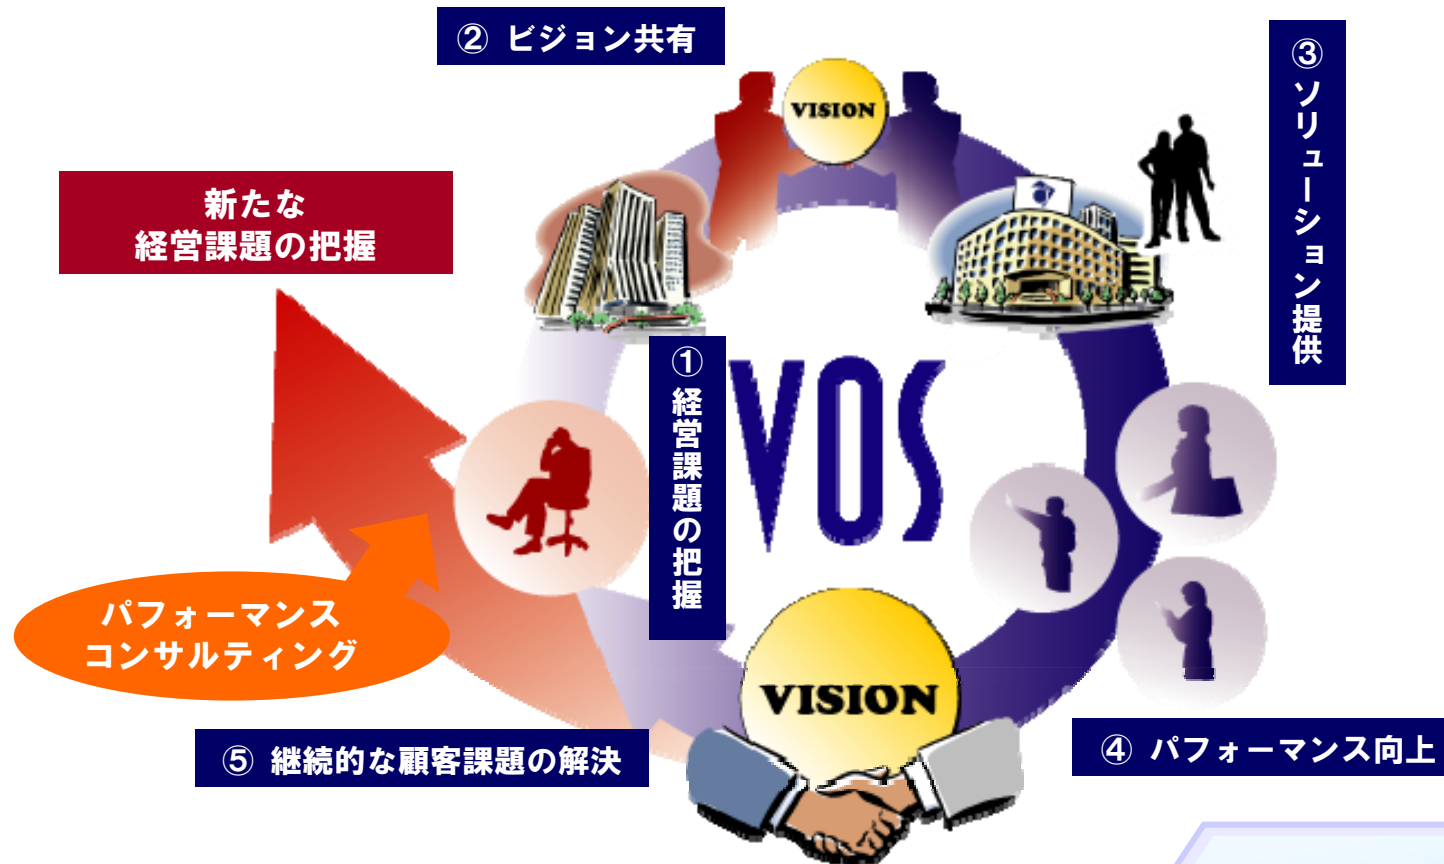 ② ビジョン共有
③ソリューション提供
VISION
新たな
経営課題の把握
①経営課題の把握
VOS
パフォーマンス
コンサルティング
VISION
⑤ 継続的な顧客課題の解決
④ パフォーマンス向上